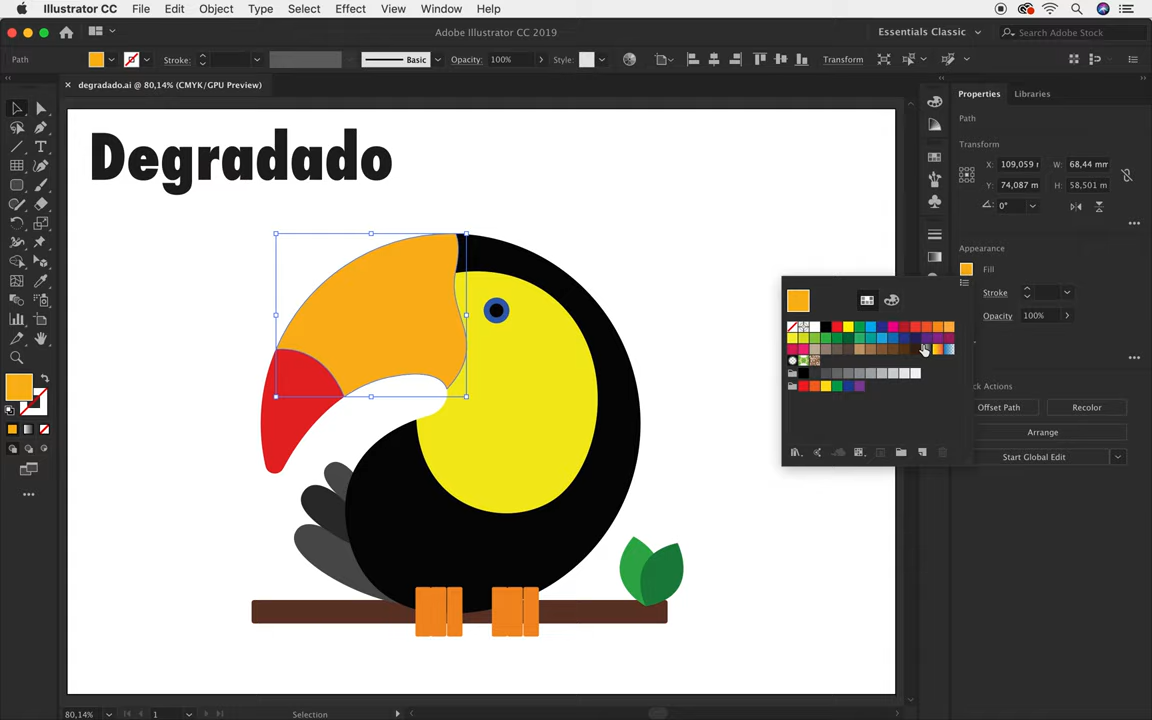 Illustrator CC File Edit Object Type Select Effect View Window Help
Adobe Illustrator CC 2019
Essentials Classic
Search Adobe Stock
Path Stroke: Basic Opacity: 100% Style: Transform
degradado.ai @ 80,14% (CMYK/GPU Preview)
Properties Libraries
Path
Transform
X: 109,059 W: 68,44 mm
Y: 74,087 m H: 58,501 m
0°
Appearance
Fill
Stroke
Opacity 100%
Offset Path Recolor
Arrange
Start Global Edit
Degradado
80,14% 1 Selection